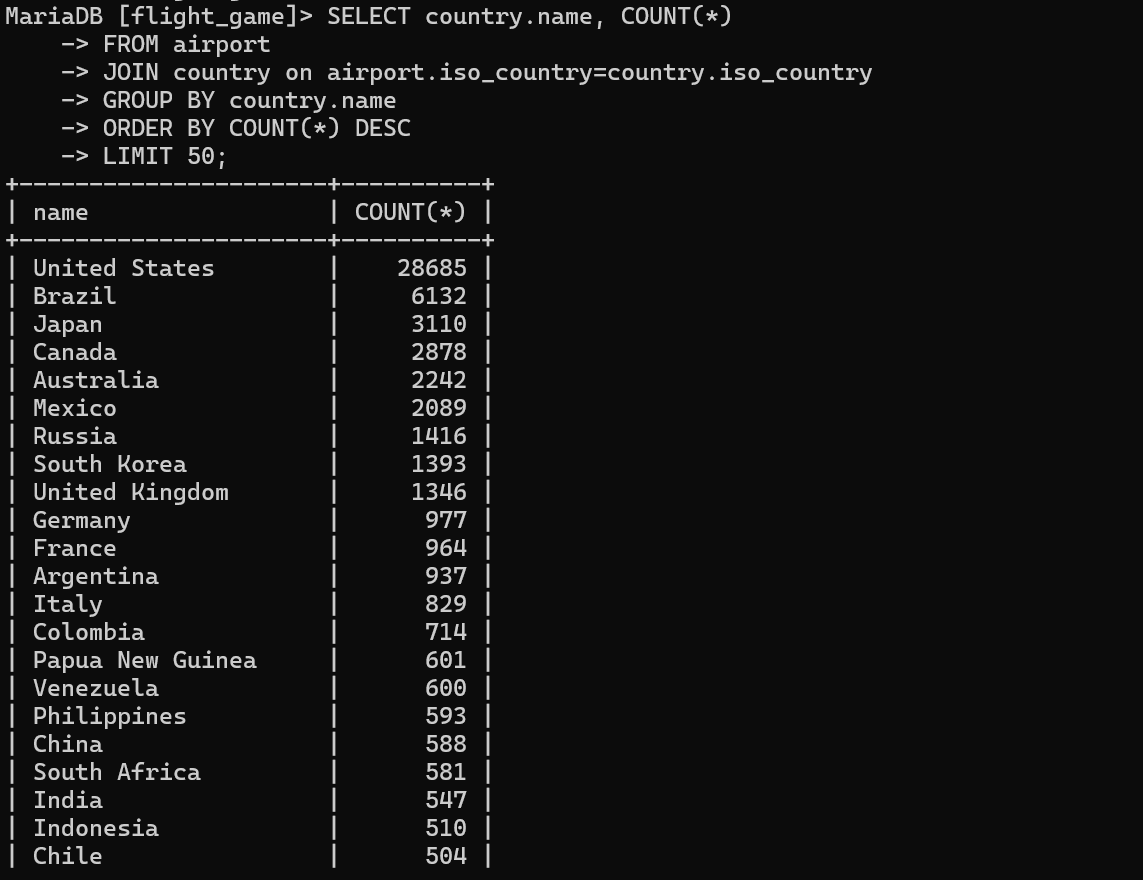 MariaDB [flight_game]> SELECT country.name, COUNT(*)
    -> FROM airport
    -> JOIN country on airport.iso_country=country.iso_country
    -> GROUP BY country.name
    -> ORDER BY COUNT(*) DESC
    -> LIMIT 50;
+----------------------+----------+
| name                 | COUNT(*) |
+----------------------+----------+
| United States        |    28685 |
| Brazil               |     6132 |
| Japan                |     3110 |
| Canada               |     2878 |
| Australia            |     2242 |
| Mexico               |     2089 |
| Russia               |     1416 |
| South Korea          |     1393 |
| United Kingdom       |     1346 |
| Germany              |      977 |
| France               |      964 |
| Argentina            |      937 |
| Italy                |      829 |
| Colombia             |      714 |
| Papua New Guinea     |      601 |
| Venezuela            |      600 |
| Philippines          |      593 |
| China                |      588 |
| South Africa         |      581 |
| India                |      547 |
| Indonesia            |      510 |
| Chile                |      504 |